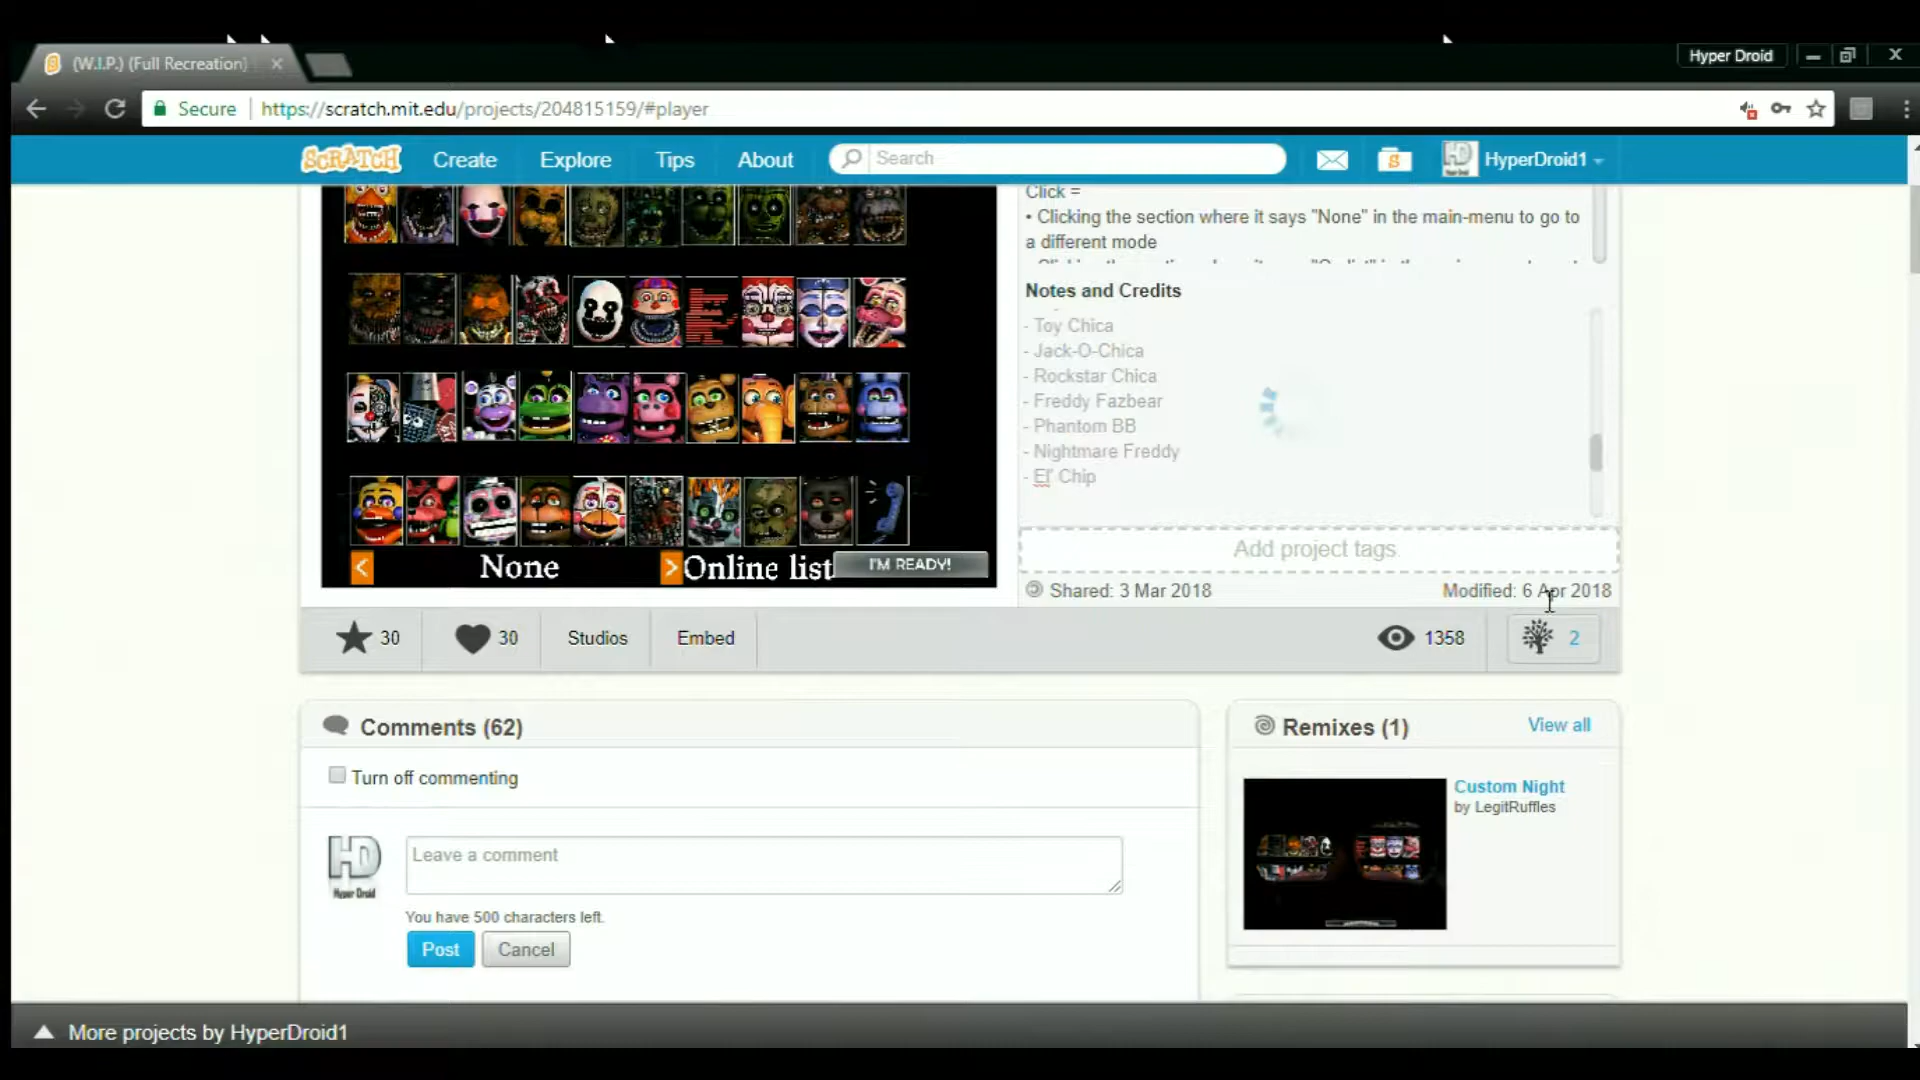 (W.I.P.) (Full Recreation)
Hyper Droid
Secure
https://scratch.mit.edu/projects/204815159/#player
SCRATCH
Create
Explore
Tips
About
Search
HD
HyperDroid1
Click =
• Clicking the section where it says "None" in the main-menu to go to
a different mode
Notes and Credits
- Toy Chica
- Jack-O-Chica
- Rockstar Chica
- Freddy Fazbear
- Phantom BB
- Nightmare Freddy
- El' Chip
None
Online list
I'M READY!
Add project tags.
Shared: 3 Mar 2018
Modified: 6 Apr 2018
30
30
Studios
Embed
1358
2
Comments (62)
Turn off commenting
HD
Hyper Droid
Leave a comment
You have 500 characters left.
Post
Cancel
Remixes (1)
View all
Custom Night
by LegitRuffles
More projects by HyperDroid1